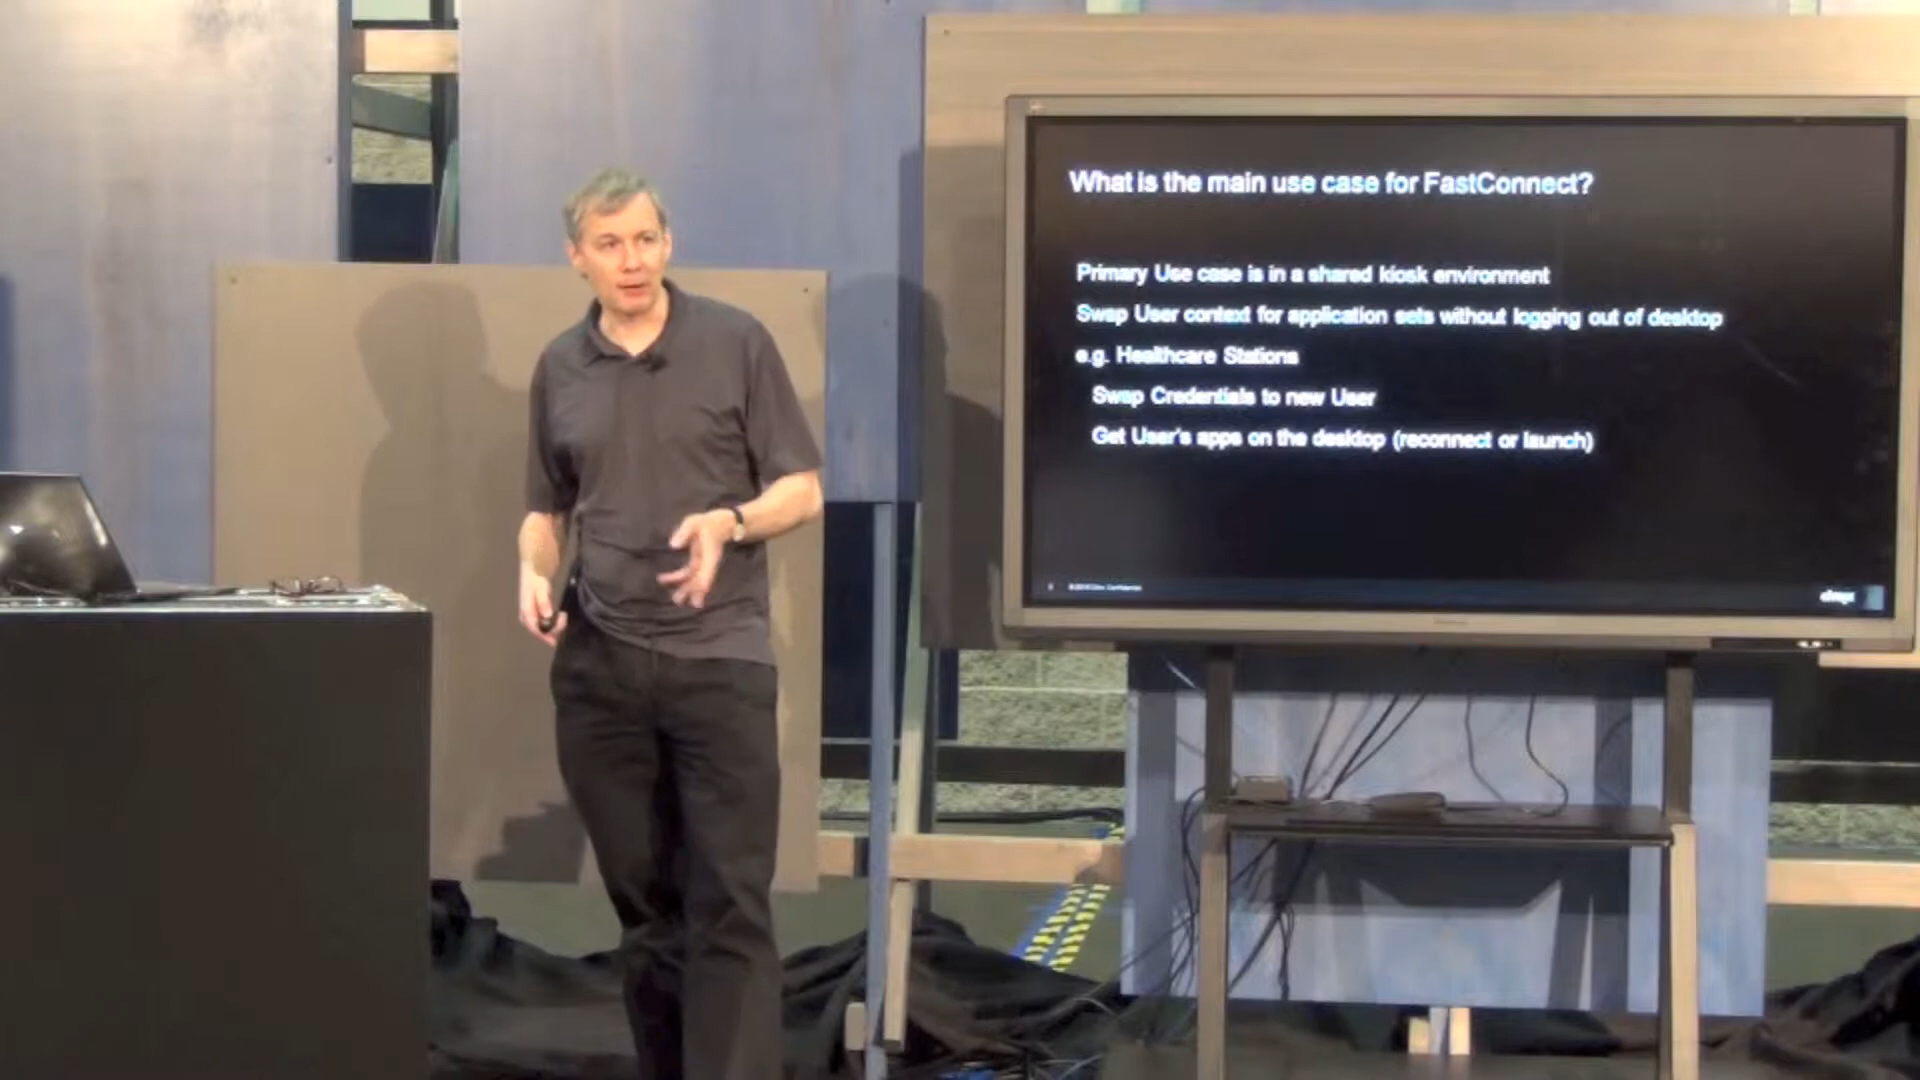 What is the main use case for FastConnect?
Primary Use case is in a shared kiosk environment
Swap User context for application sets without logging out of desktop
e.g. Healthcare Stations
Swap Credentials to new User
Get User's apps on the desktop (reconnect or launch)
Citrix